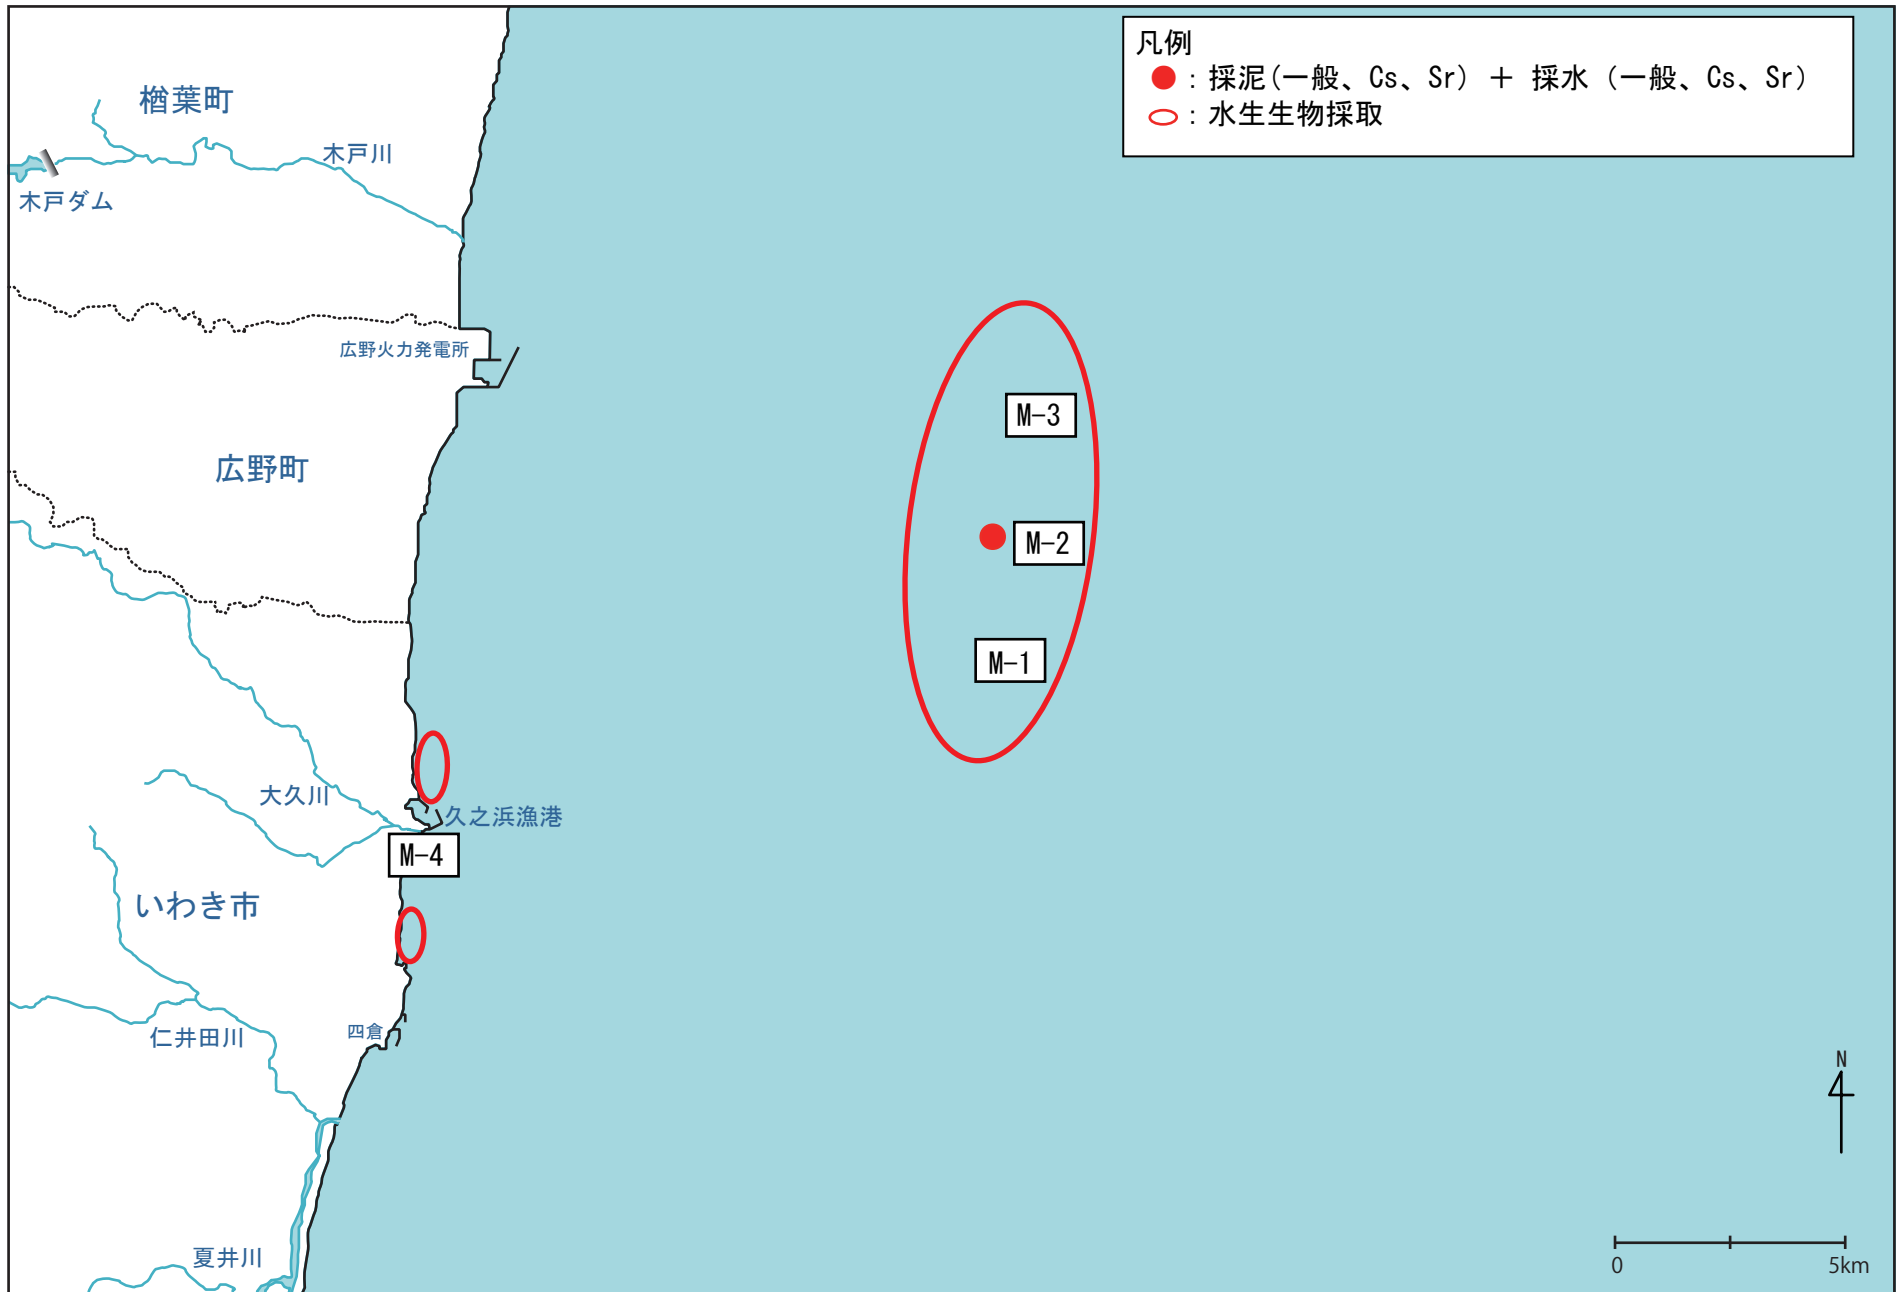 凡例
●：採泥(一般、Cs、Sr) ＋ 採水 (一般、Cs、Sr)
○：水生生物採取
楢葉町
木戸川
木戸ダム
広野火力発電所
M-3
広野町
M-2
M-1
大久川
久之浜漁港
M-4
いわき市
仁井田川
四倉
N
夏井川
0 5km